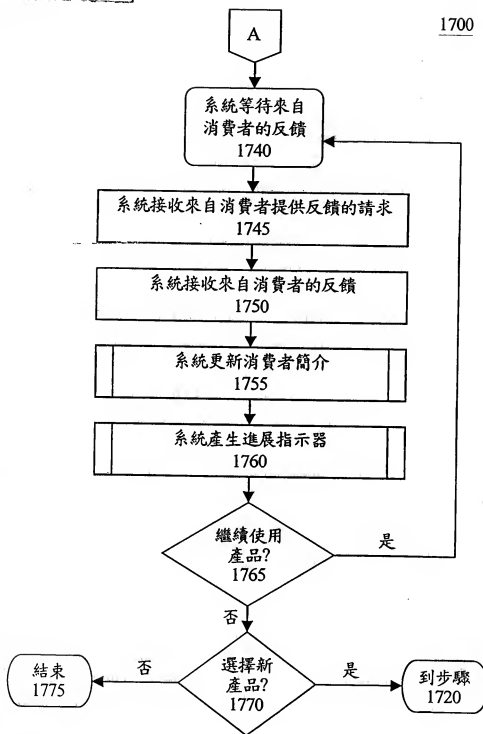 1700
A
系統等待來自
消費者的反饋
1740
系統接收來自消費者提供反饋的請求
1745
系統接收來自消費者的反饋
1750
系統更新消費者簡介
1755
系統產生進展指示器
1760
繼續使用
產品?
1765
是
否
選擇新
產品?
1770
否
是
結束
1775
到步驟
1720